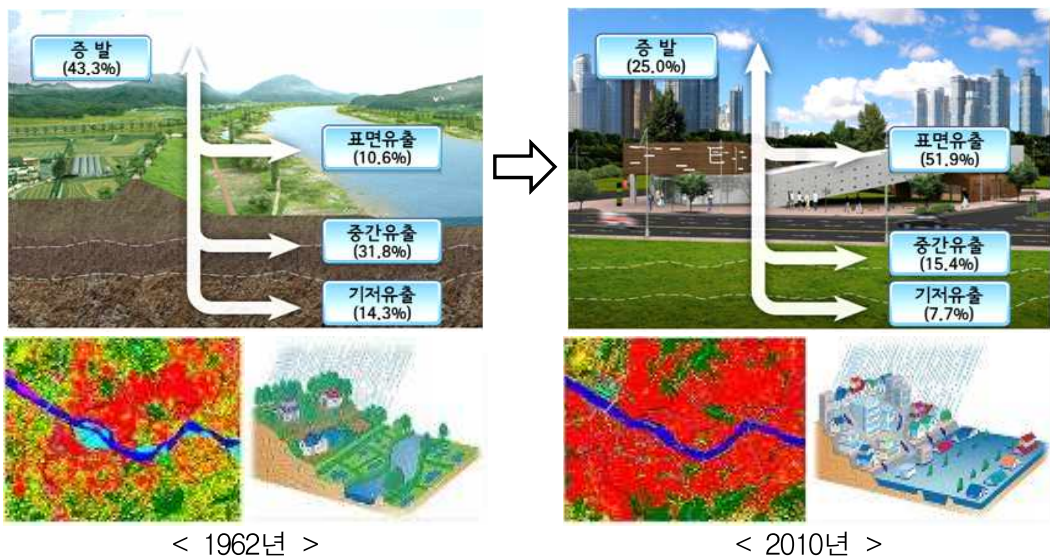 증 발
(43.3%)
표면유출
(10.6%)
중간유출
(31.8%)
기저유출
(14.3%)
증 발
(25.0%)
표면유출
(51.9%)
중간유출
(15.4%)
기저유출
(7.7%)
< 1962년 >
< 2010년 >